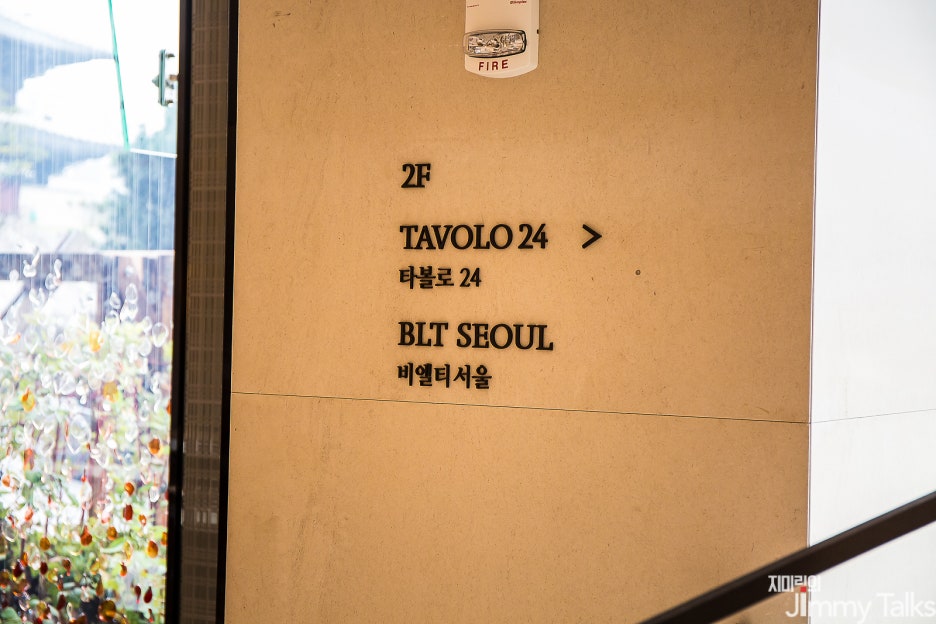 FIRE
2F
TAVOLO 24 >
타볼로 24
BLT SEOUL
비엘티서울
지미림의
JImmy Talks